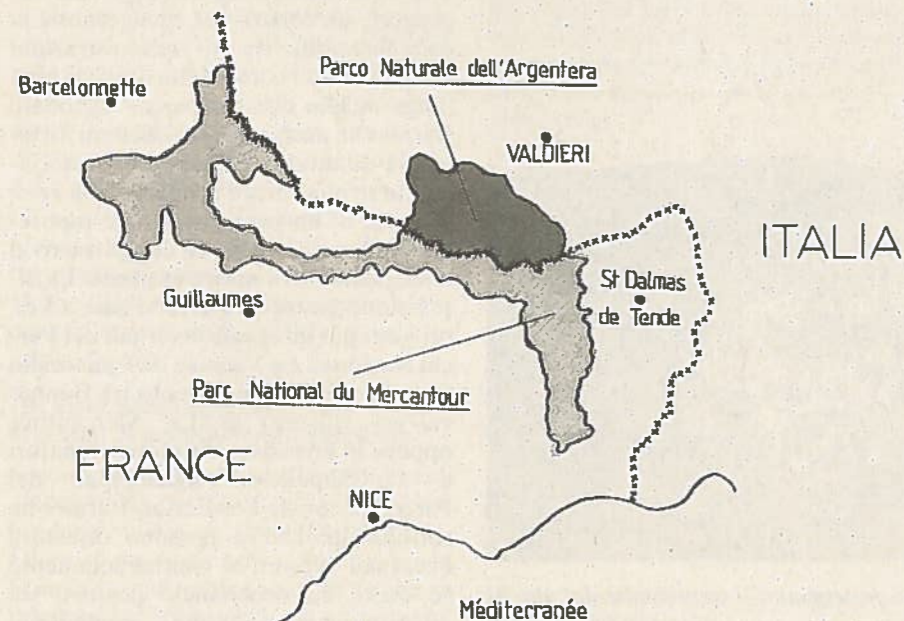 Parco Naturale dell'Argentera
Barcelonnette
VALDIERI
ITALIA
St Dalmas
de Tende
Guillaumes
Parc National du Mercantour
FRANCE
NICE
Méditerranée